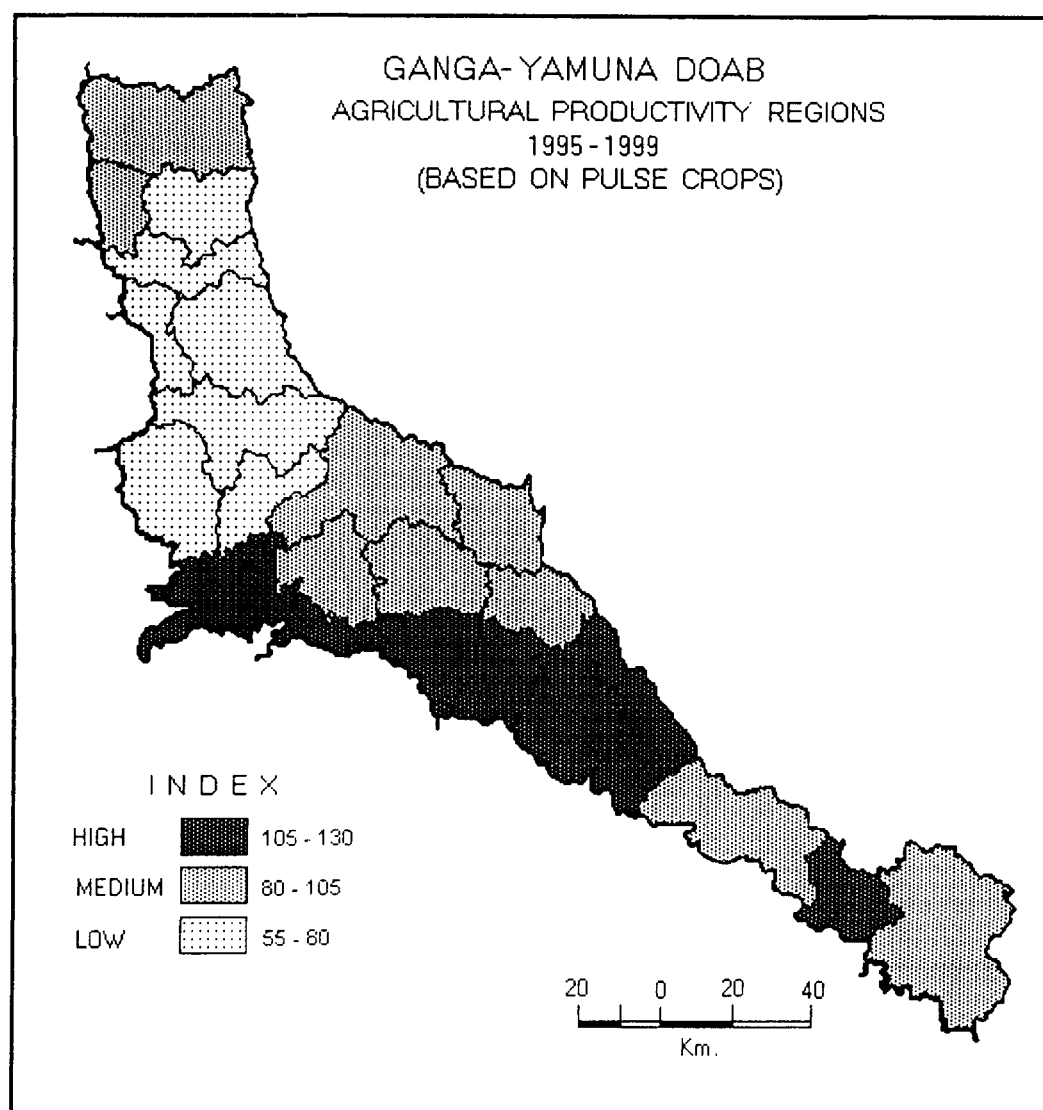 GANGA-YAMUNA DOAB
AGRICULTURAL PRODUCTIVITY REGIONS
1995-1999
(BASED ON PULSE CROPS)
INDEX
HIGH 105-130
MEDIUM 80-105
LOW 55-80
20 0 20 40
Km.